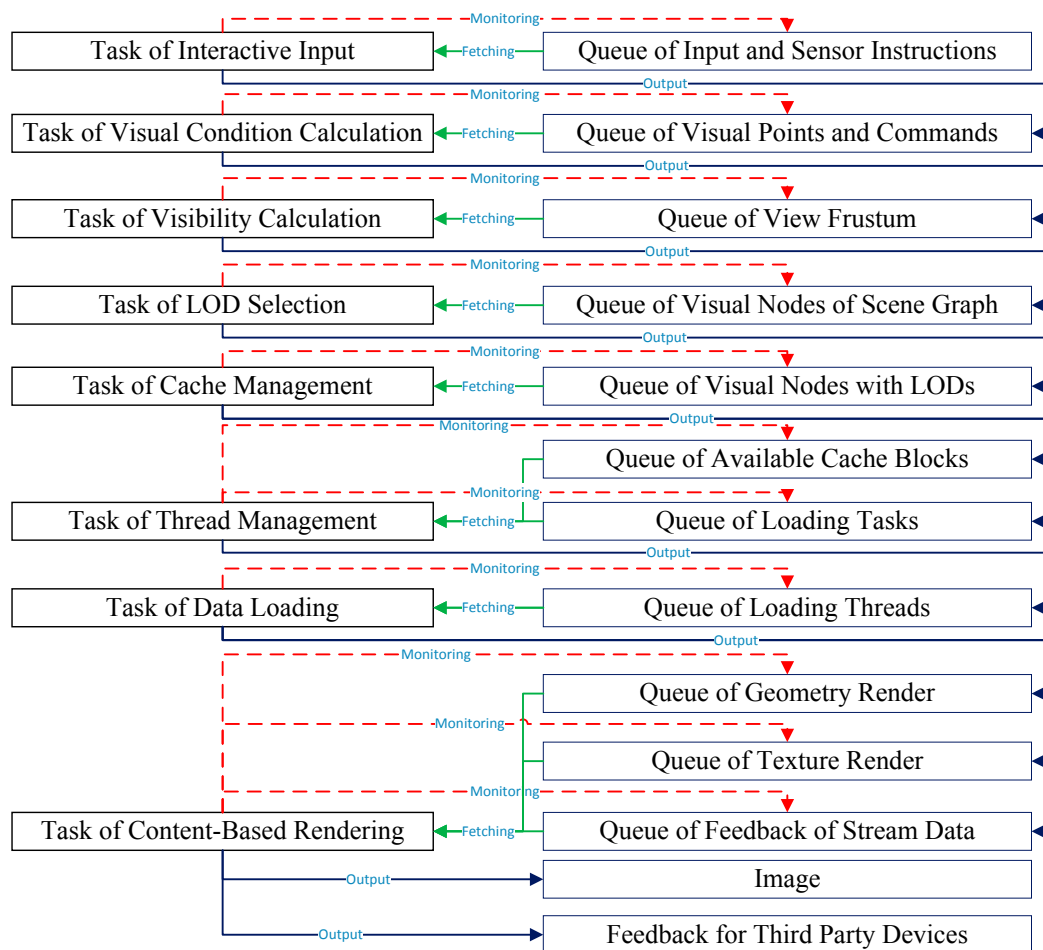 Monitoring
Task of Interactive Input
Fetching
Queue of Input and Sensor Instructions
Output
Monitoring
Task of Visual Condition Calculation
Fetching
Queue of Visual Points and Commands
Output
Monitoring
Task of Visibility Calculation
Fetching
Queue of View Frustum
Output
Monitoring
Task of LOD Selection
Fetching
Queue of Visual Nodes of Scene Graph
Output
Monitoring
Task of Cache Management
Fetching
Queue of Visual Nodes with LODs
Output
Monitoring
Queue of Available Cache Blocks
Monitoring
Task of Thread Management
Fetching
Queue of Loading Tasks
Output
Monitoring
Task of Data Loading
Fetching
Queue of Loading Threads
Output
Monitoring
Queue of Geometry Render
Monitoring
Queue of Texture Render
Monitoring
Task of Content-Based Rendering
Fetching
Queue of Feedback of Stream Data
Output
Image
Output
Feedback for Third Party Devices